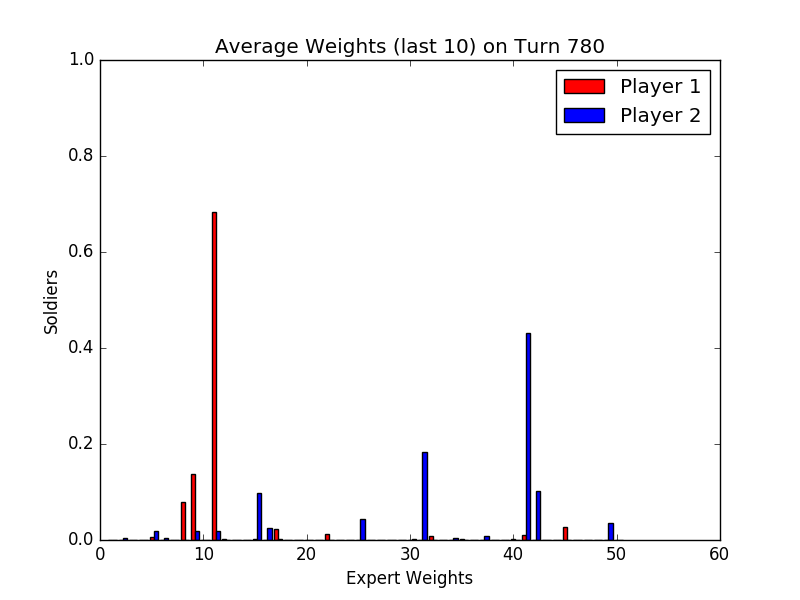 Average Weights (last 10) on Turn 780
1.0
0.8
0.6
0.4
0.2
0.0
Soldiers
Player 1
Player 2
0 10 20 30 40 50 60
Expert Weights